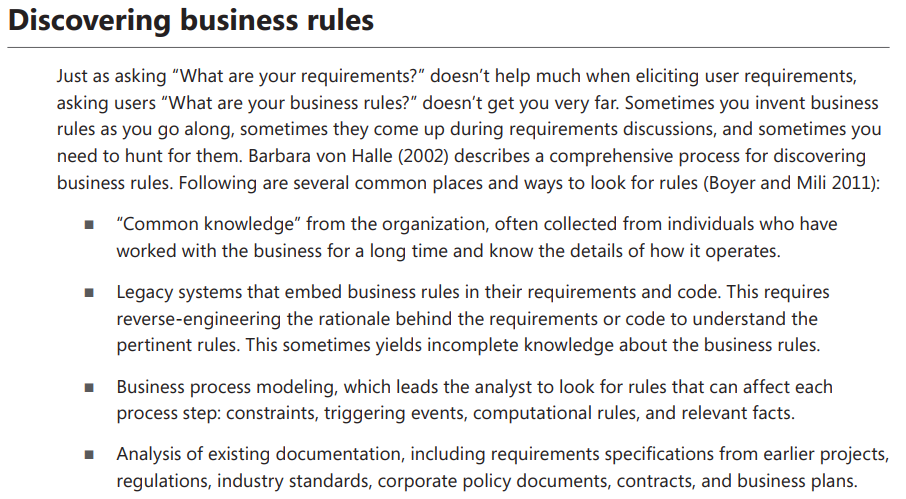 Discovering business rules
Just as asking “What are your requirements?” doesn’t help much when eliciting user requirements,
asking users “What are your business rules?” doesn’t get you very far. Sometimes you invent business
rules as you go along, sometimes they come up during requirements discussions, and sometimes you
need to hunt for them. Barbara von Halle (2002) describes a comprehensive process for discovering
business rules. Following are several common places and ways to look for rules (Boyer and Mili 2011):
■ “Common knowledge” from the organization, often collected from individuals who have
worked with the business for a long time and know the details of how it operates.
■ Legacy systems that embed business rules in their requirements and code. This requires
reverse-engineering the rationale behind the requirements or code to understand the
pertinent rules. This sometimes yields incomplete knowledge about the business rules.
■ Business process modeling, which leads the analyst to look for rules that can affect each
process step: constraints, triggering events, computational rules, and relevant facts.
■ Analysis of existing documentation, including requirements specifications from earlier projects,
regulations, industry standards, corporate policy documents, contracts, and business plans.